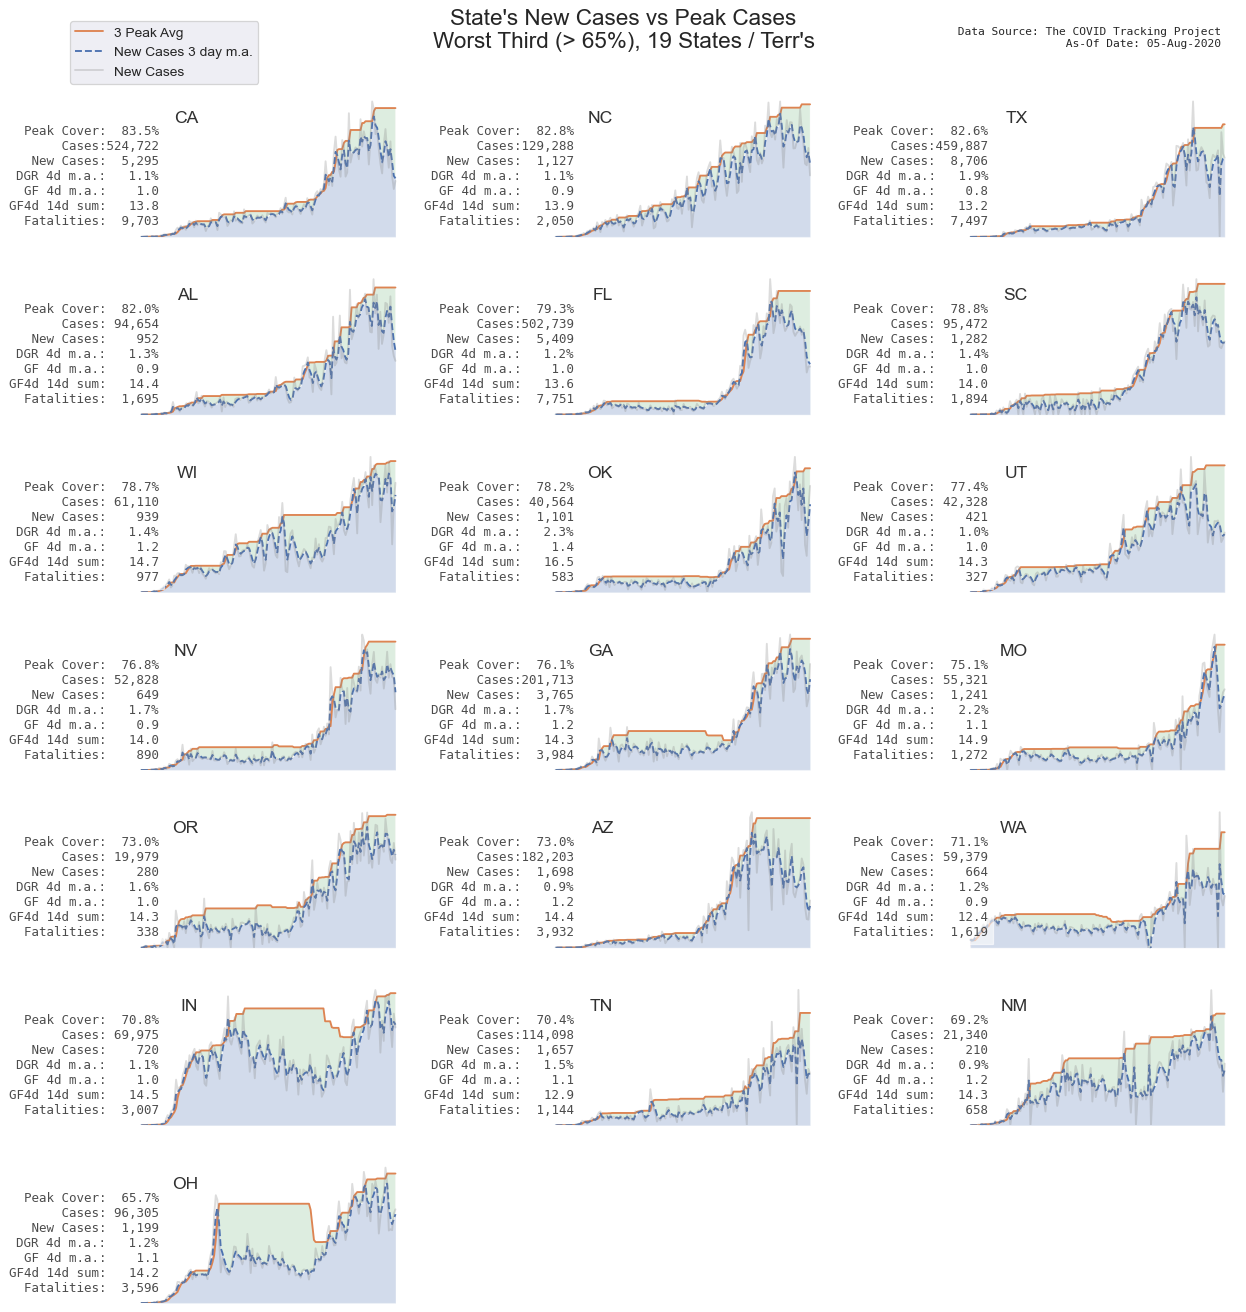 State's New Cases vs Peak Cases
Worst Third (> 65%), 19 States / Terr's
3 Peak Avg
New Cases 3 day m.a.
New Cases
Data Source: The COVID Tracking Project
As-Of Date: 05-Aug-2020
CA
Peak Cover: 83.5%
Cases:524,722
New Cases: 5,295
DGR 4d m.a.: 1.1%
GF 4d m.a.: 1.0
GF4d 14d sum: 13.8
Fatalities: 9,703
NC
Peak Cover: 82.8%
Cases:129,288
New Cases: 1,127
DGR 4d m.a.: 1.1%
GF 4d m.a.: 0.9
GF4d 14d sum: 13.9
Fatalities: 2,050
TX
Peak Cover: 82.6%
Cases:459,887
New Cases: 8,706
DGR 4d m.a.: 1.9%
GF 4d m.a.: 0.8
GF4d 14d sum: 13.2
Fatalities: 7,497
AL
Peak Cover: 82.0%
Cases: 94,654
New Cases: 952
DGR 4d m.a.: 1.3%
GF 4d m.a.: 0.9
GF4d 14d sum: 14.4
Fatalities: 1,695
FL
Peak Cover: 79.3%
Cases:502,739
New Cases: 5,409
DGR 4d m.a.: 1.2%
GF 4d m.a.: 1.0
GF4d 14d sum: 13.6
Fatalities: 7,751
SC
Peak Cover: 78.8%
Cases: 95,472
New Cases: 1,282
DGR 4d m.a.: 1.4%
GF 4d m.a.: 1.0
GF4d 14d sum: 14.0
Fatalities: 1,894
WI
Peak Cover: 78.7%
Cases: 61,110
New Cases: 939
DGR 4d m.a.: 1.4%
GF 4d m.a.: 1.2
GF4d 14d sum: 14.7
Fatalities: 977
OK
Peak Cover: 78.2%
Cases: 40,564
New Cases: 1,101
DGR 4d m.a.: 2.3%
GF 4d m.a.: 1.4
GF4d 14d sum: 16.5
Fatalities: 583
UT
Peak Cover: 77.4%
Cases: 42,328
New Cases: 421
DGR 4d m.a.: 1.0%
GF 4d m.a.: 1.0
GF4d 14d sum: 14.3
Fatalities: 327
NV
Peak Cover: 76.8%
Cases: 52,828
New Cases: 649
DGR 4d m.a.: 1.7%
GF 4d m.a.: 0.9
GF4d 14d sum: 14.0
Fatalities: 890
GA
Peak Cover: 76.1%
Cases:201,713
New Cases: 3,765
DGR 4d m.a.: 1.7%
GF 4d m.a.: 1.2
GF4d 14d sum: 14.3
Fatalities: 3,984
MO
Peak Cover: 75.1%
Cases: 55,321
New Cases: 1,241
DGR 4d m.a.: 2.2%
GF 4d m.a.: 1.1
GF4d 14d sum: 14.9
Fatalities: 1,272
OR
Peak Cover: 73.0%
Cases: 19,979
New Cases: 280
DGR 4d m.a.: 1.6%
GF 4d m.a.: 1.0
GF4d 14d sum: 14.3
Fatalities: 338
AZ
Peak Cover: 73.0%
Cases:182,203
New Cases: 1,698
DGR 4d m.a.: 0.9%
GF 4d m.a.: 1.2
GF4d 14d sum: 14.4
Fatalities: 3,932
WA
Peak Cover: 71.1%
Cases: 59,379
New Cases: 664
DGR 4d m.a.: 1.2%
GF 4d m.a.: 0.9
GF4d 14d sum: 12.4
Fatalities: 1,619
IN
Peak Cover: 70.8%
Cases: 69,975
New Cases: 720
DGR 4d m.a.: 1.1%
GF 4d m.a.: 1.0
GF4d 14d sum: 14.5
Fatalities: 3,007
TN
Peak Cover: 70.4%
Cases:114,098
New Cases: 1,657
DGR 4d m.a.: 1.5%
GF 4d m.a.: 1.1
GF4d 14d sum: 12.9
Fatalities: 1,144
NM
Peak Cover: 69.2%
Cases: 21,340
New Cases: 210
DGR 4d m.a.: 0.9%
GF 4d m.a.: 1.2
GF4d 14d sum: 14.3
Fatalities: 658
OH
Peak Cover: 65.7%
Cases: 96,305
New Cases: 1,199
DGR 4d m.a.: 1.2%
GF 4d m.a.: 1.1
GF4d 14d sum: 14.2
Fatalities: 3,596